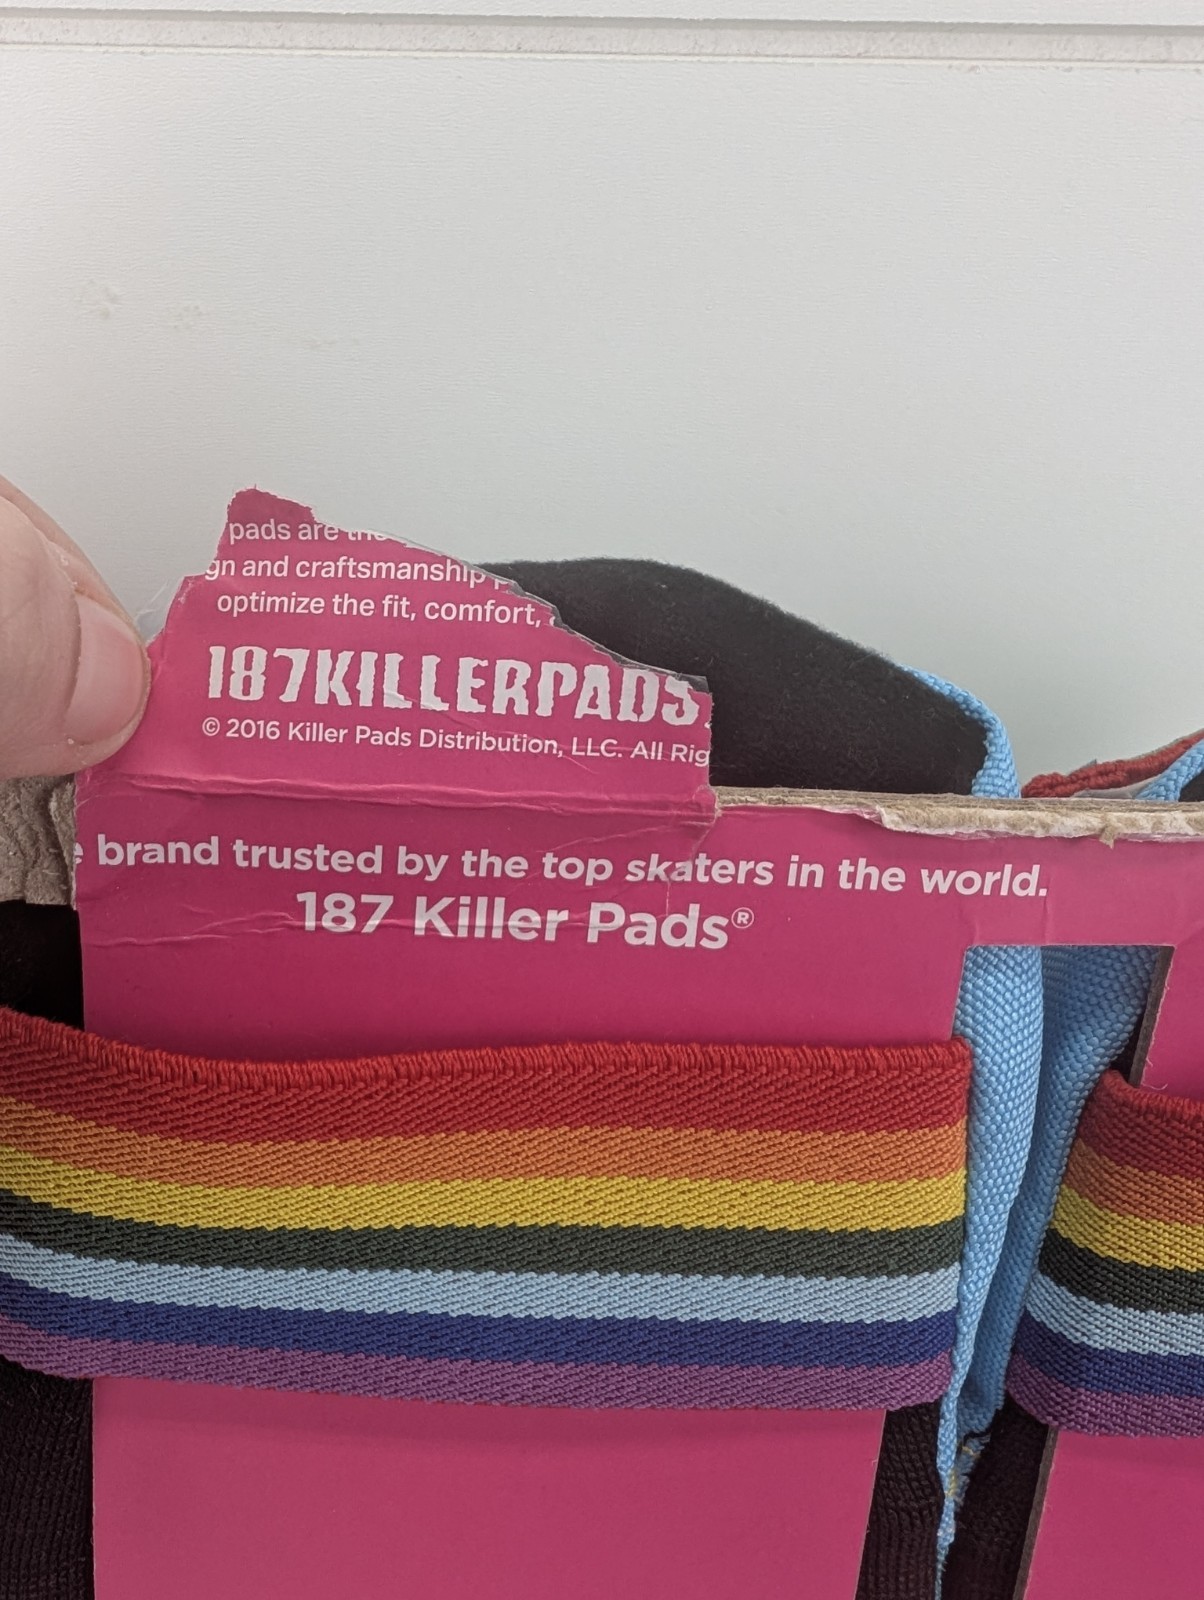 pads are the
gn and craftsmanship
optimize the fit, comfort,
187KILLERPADS
© 2016 Killer Pads Distribution, LLC. All Rig
brand trusted by the top skaters in the world.
187 Killer Pads®